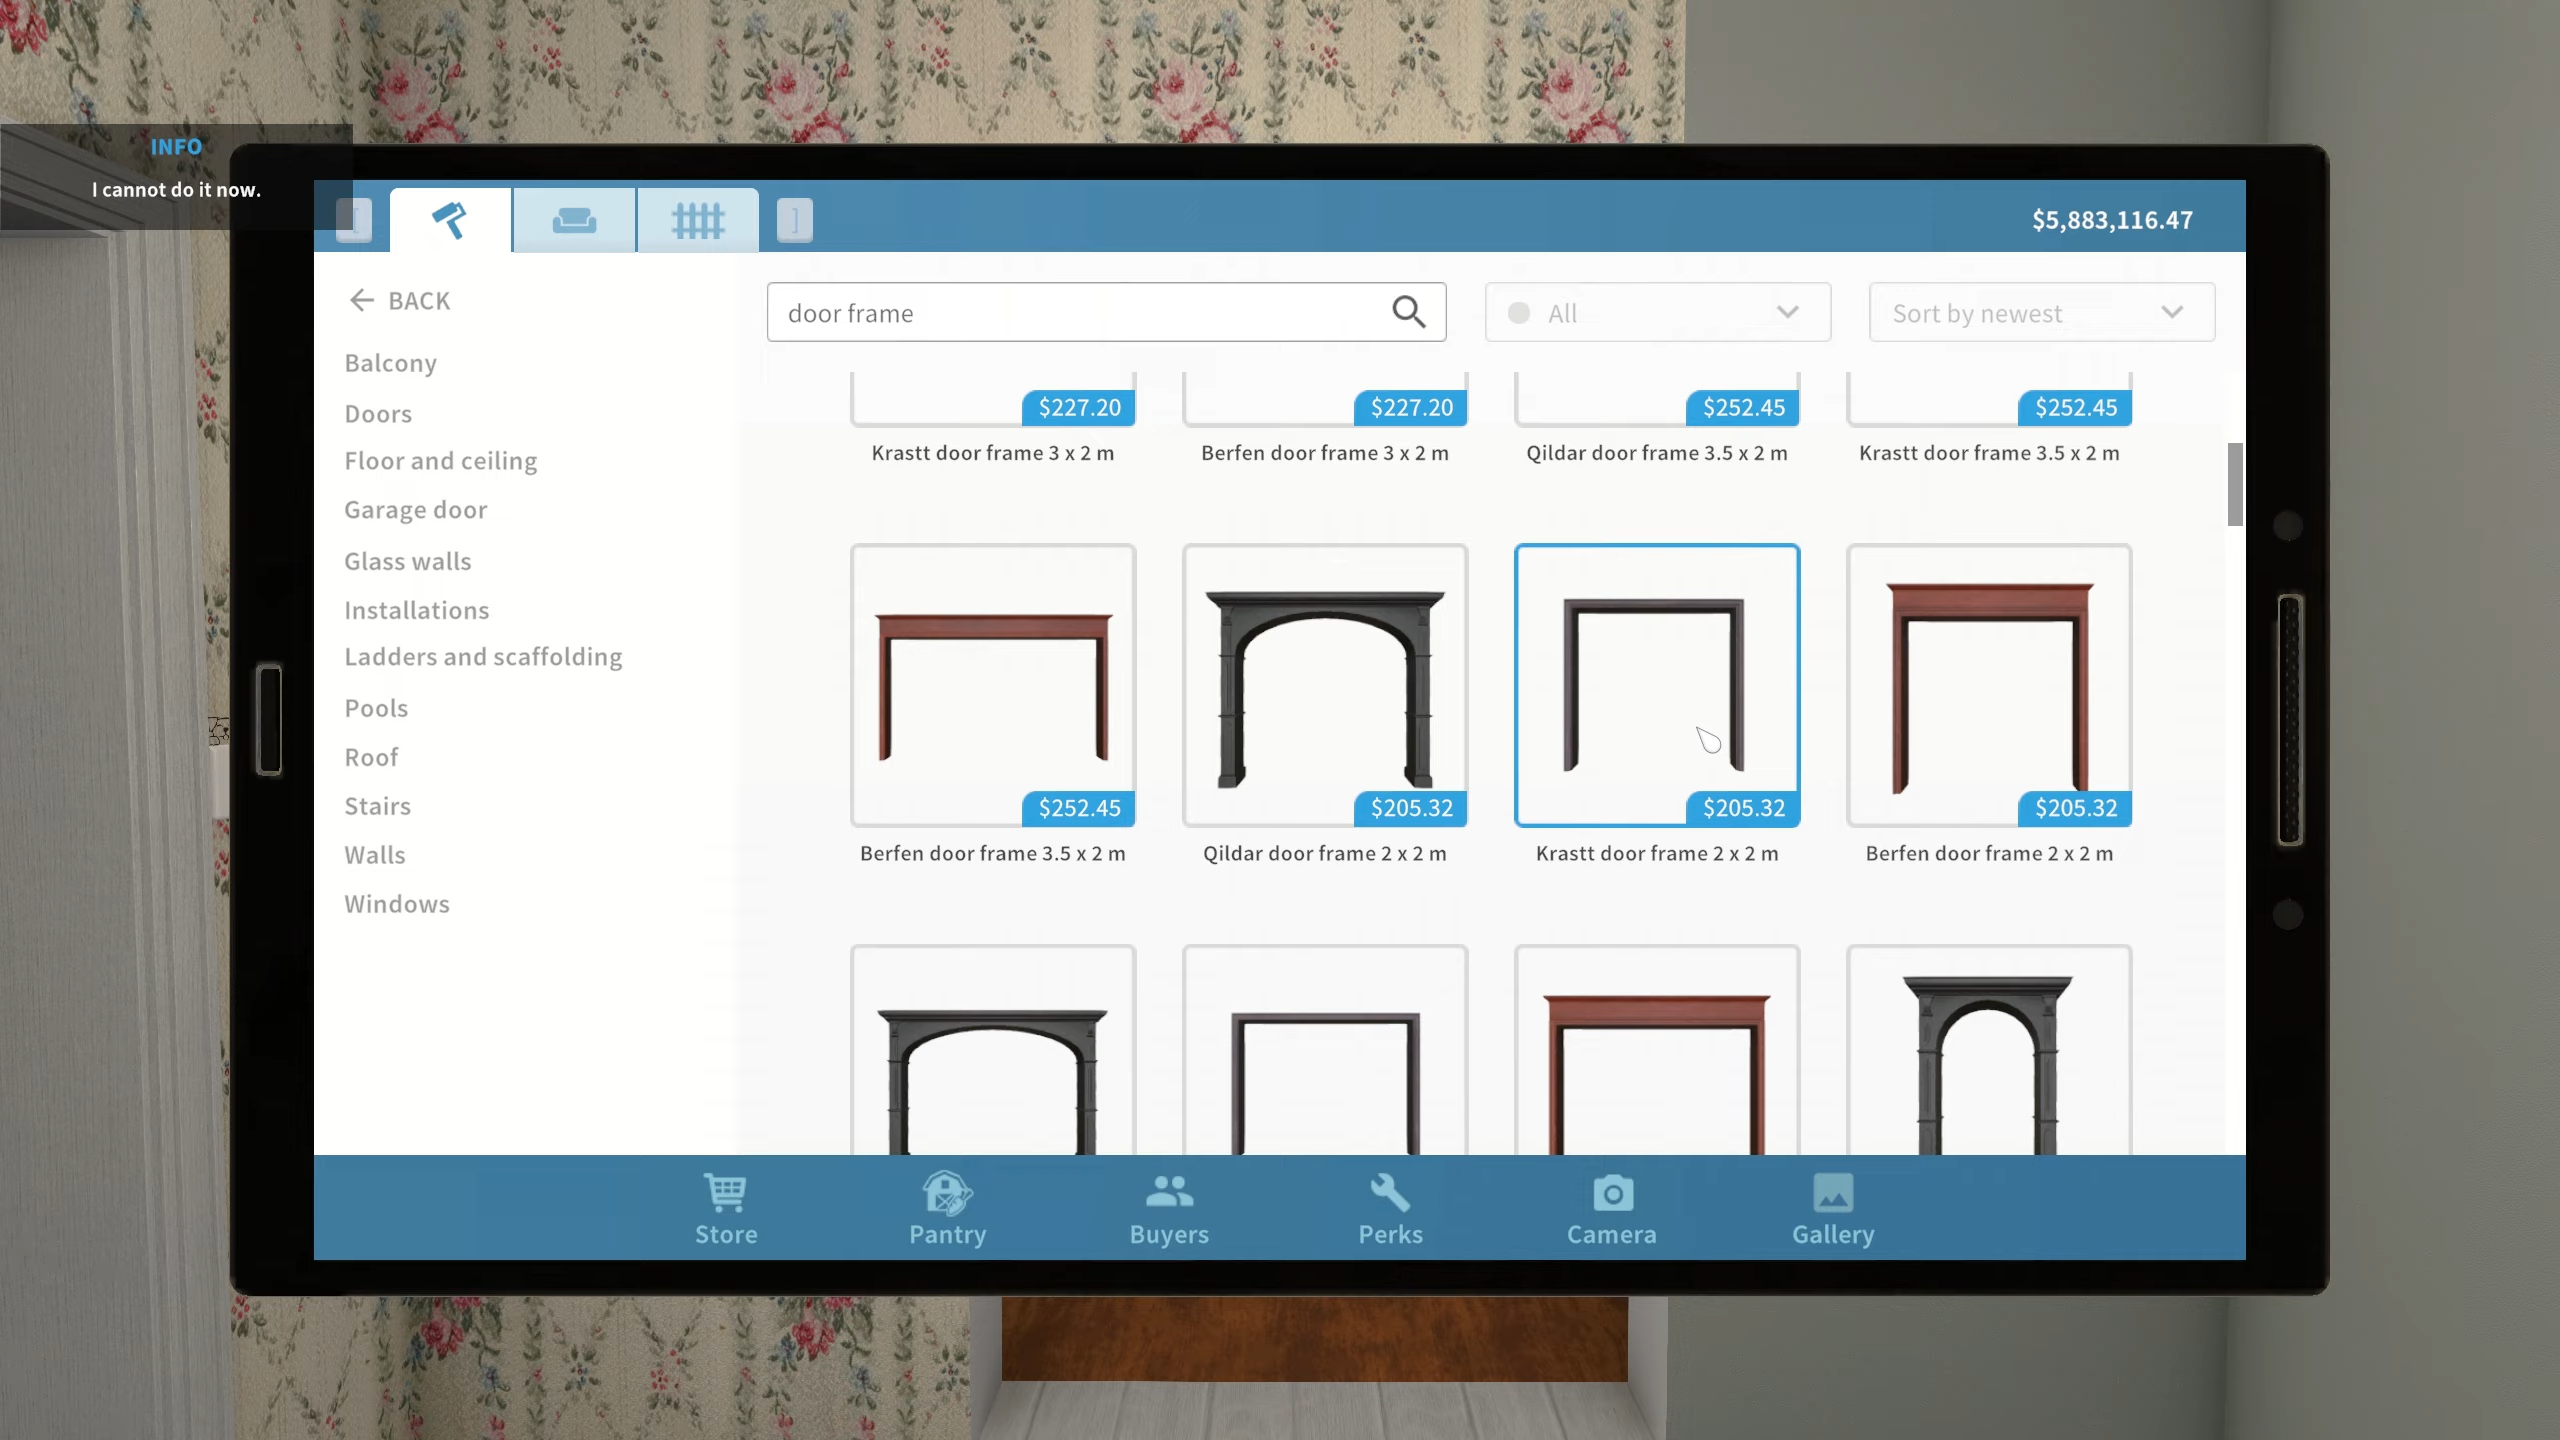 INFO
I cannot do it now.
[
]
$5,883,116.47
BACK
door frame
All
Sort by newest
Balcony
Doors
Floor and ceiling
Garage door
Glass walls
Installations
Ladders and scaffolding
Pools
Roof
Stairs
Walls
Windows
$227.20
$227.20
$252.45
$252.45
Krastt door frame 3 x 2 m
Berfen door frame 3 x 2 m
Qildar door frame 3.5 x 2 m
Krastt door frame 3.5 x 2 m
$252.45
$205.32
$205.32
$205.32
Berfen door frame 3.5 x 2 m
Qildar door frame 2 x 2 m
Krastt door frame 2 x 2 m
Berfen door frame 2 x 2 m
Store
Pantry
Buyers
Perks
Camera
Gallery